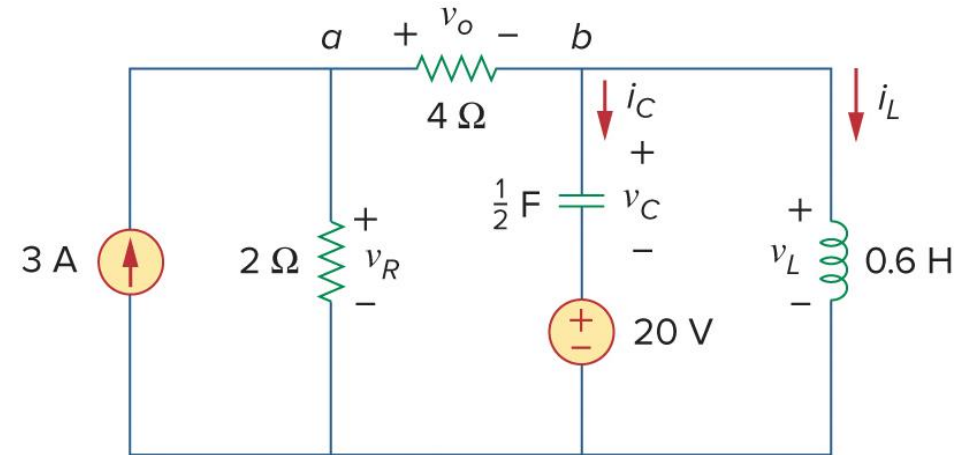 a + v_o − b
4 Ω
i_C
i_L
+
1/2 F v_C
−
3 A
2 Ω
+
v_R
−
+
v_L 0.6 H
−
+
− 20 V